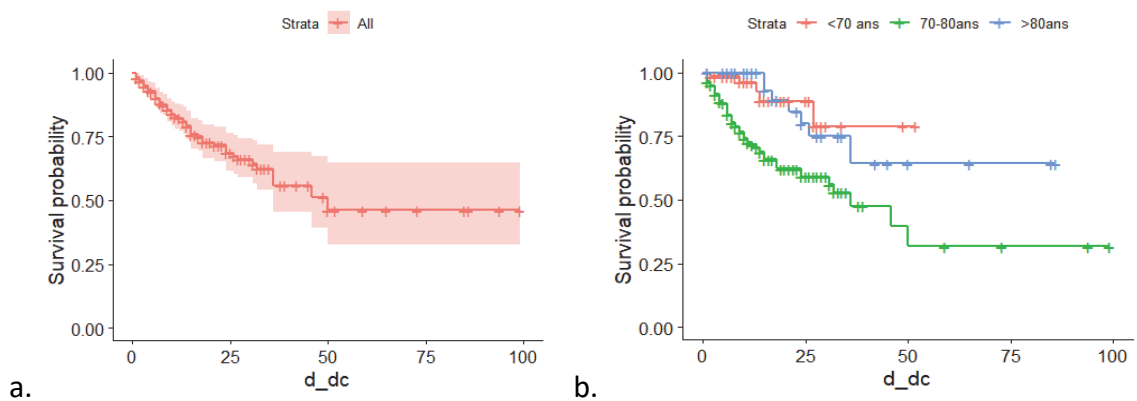 Strata All
Survival probability
1.00
0.75
0.50
0.25
0.00
0 25 50 75 100
d_dc
a.
Strata <70 ans 70-80ans >80ans
Survival probability
1.00
0.75
0.50
0.25
0.00
0 25 50 75 100
d_dc
b.